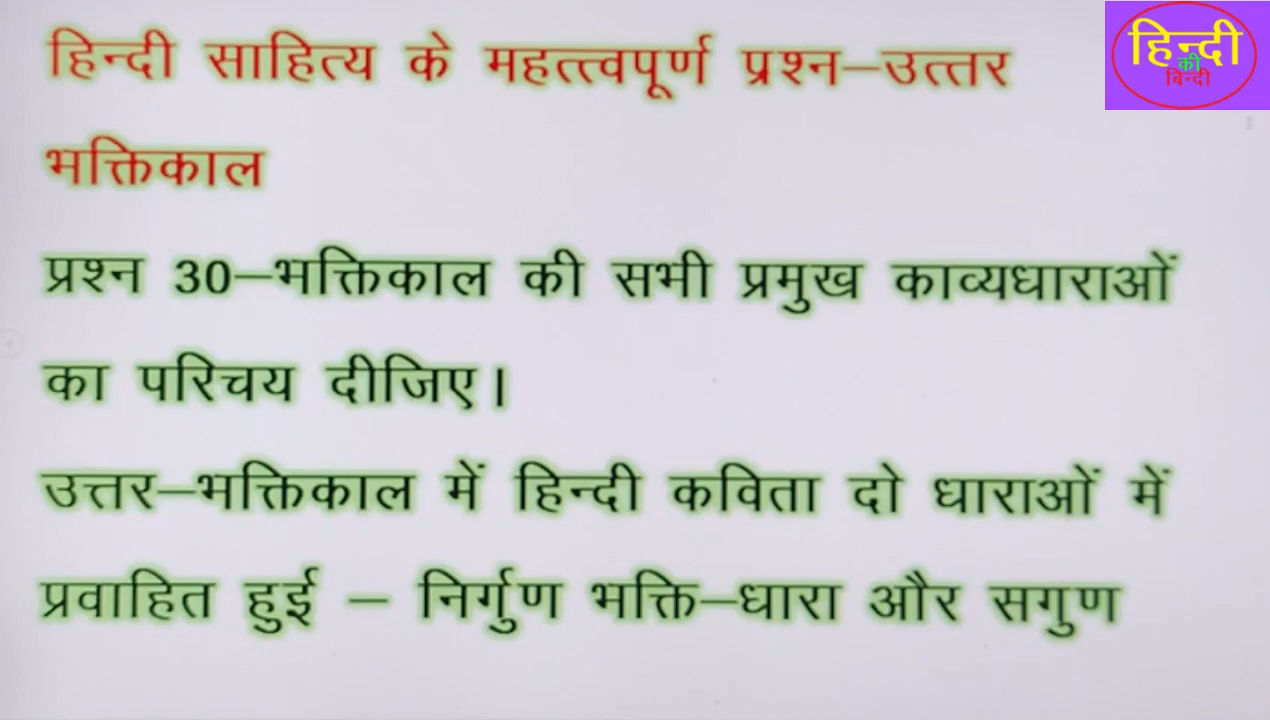 हिन्दी साहित्य के महत्त्वपूर्ण प्रश्न–उत्तर
हिन्दी
की
बिन्दी
भक्तिकाल
प्रश्न 30–भक्तिकाल की सभी प्रमुख काव्यधाराओं
का परिचय दीजिए।
उत्तर–भक्तिकाल में हिन्दी कविता दो धाराओं में
प्रवाहित हुई – निर्गुण भक्ति–धारा और सगुण